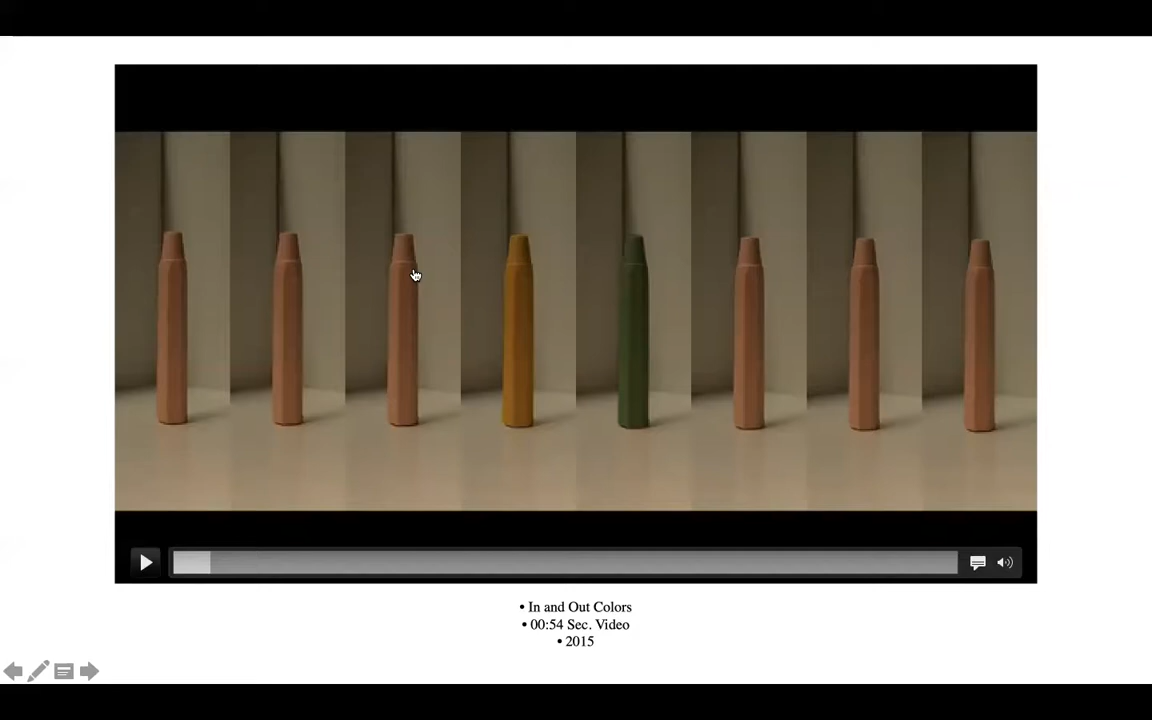 • In and Out Colors
• 00:54 Sec. Video
• 2015